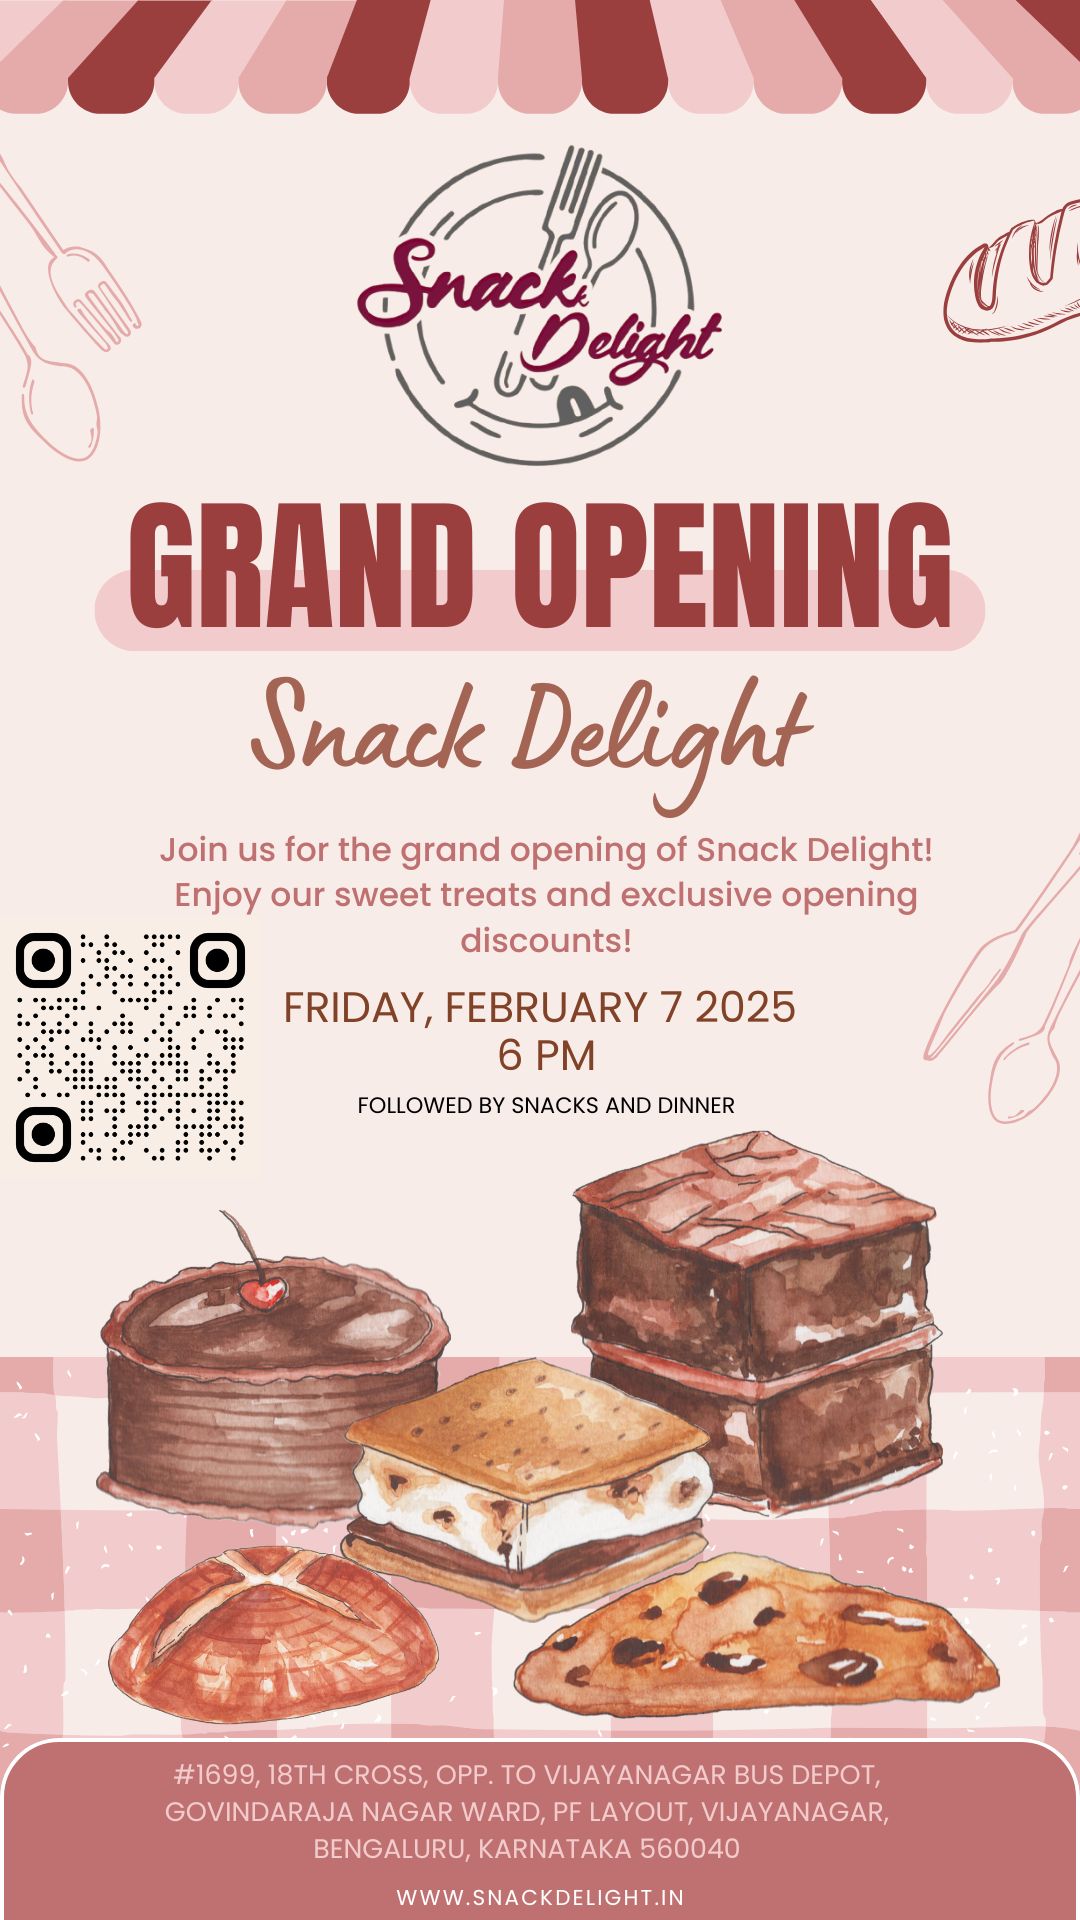 Snack
Delight
GRAND OPENING
Snack Delight
Join us for the grand opening of Snack Delight!
Enjoy our sweet treats and exclusive opening
discounts!
FRIDAY, FEBRUARY 7 2025
6 PM
FOLLOWED BY SNACKS AND DINNER
#1699, 18TH CROSS, OPP. TO VIJAYANAGAR BUS DEPOT,
GOVINDARAJA NAGAR WARD, PF LAYOUT, VIJAYANAGAR,
BENGALURU, KARNATAKA 560040
WWW.SNACKDELIGHT.IN